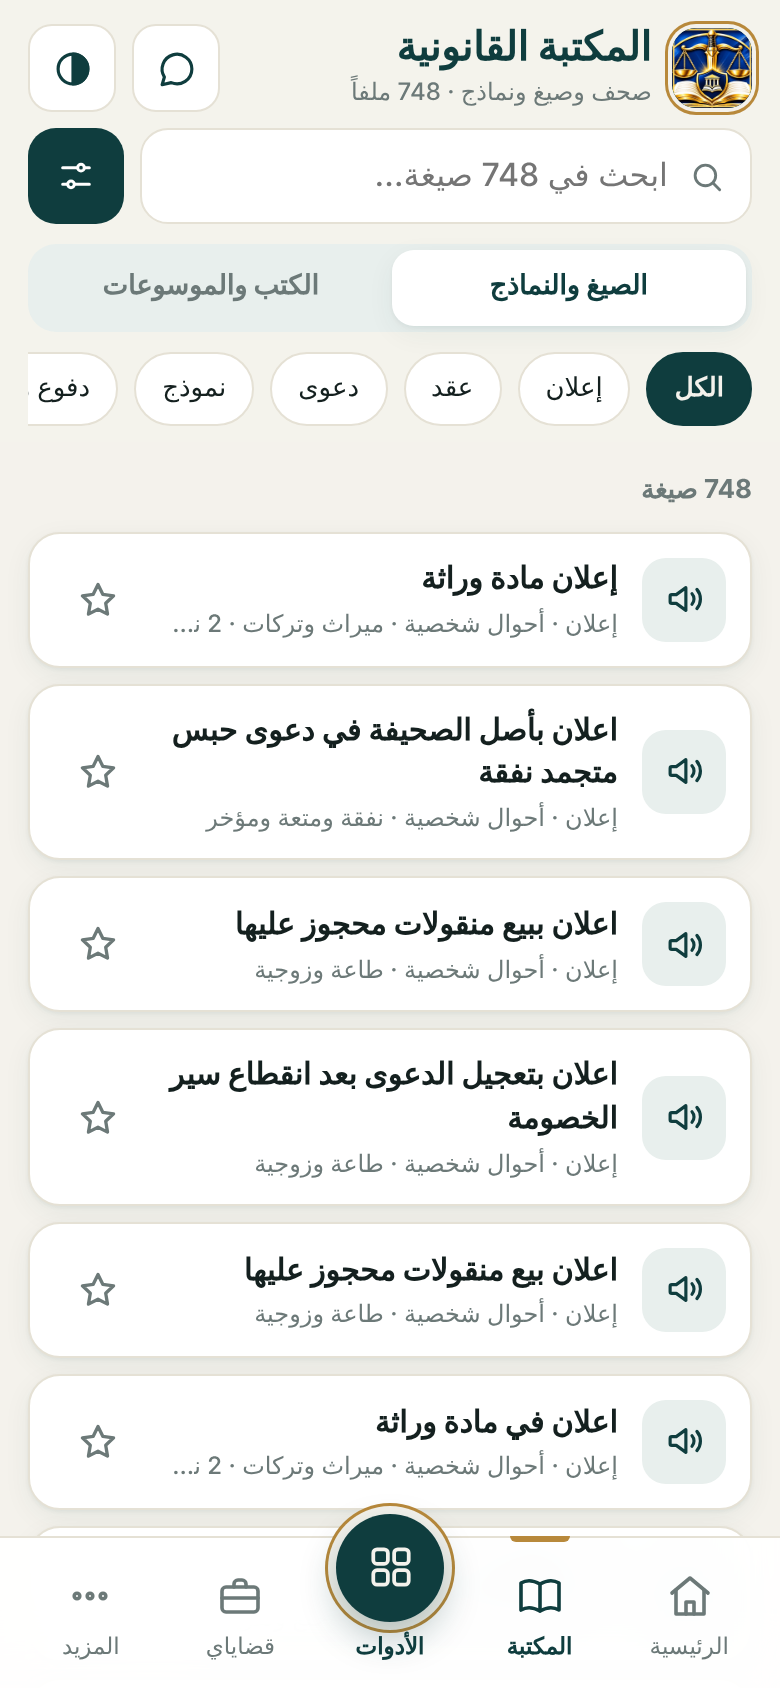 المكتبة القانونية
صحف وصيغ ونماذج · 748 ملفاً
ابحث في 748 صيغة...
الصيغ والنماذج
الكتب والموسوعات
الكل
إعلان
عقد
دعوى
نموذج
دفوع
748 صيغة
إعلان مادة وراثة
إعلان · أحوال شخصية · ميراث وتركات · 2 نـ...
اعلان بأصل الصحيفة في دعوى حبس
متجمد نفقة
إعلان · أحوال شخصية · نفقة ومتعة ومؤخر
اعلان ببيع منقولات محجوز عليها
إعلان · أحوال شخصية · طاعة وزوجية
اعلان بتعجيل الدعوى بعد انقطاع سير
الخصومة
إعلان · أحوال شخصية · طاعة وزوجية
اعلان بيع منقولات محجوز عليها
إعلان · أحوال شخصية · طاعة وزوجية
اعلان في مادة وراثة
إعلان · أحوال شخصية · ميراث وتركات · 2 نـ...
الرئيسية
المكتبة
الأدوات
قضاياي
المزيد